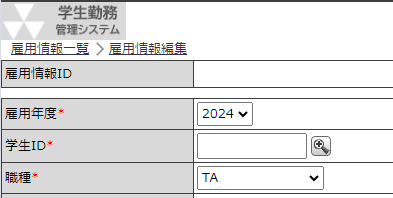 学生勤務
管理システム
雇用情報一覧 > 雇用情報編集
雇用情報ID
雇用年度* 2024
学生ID*
職種* TA